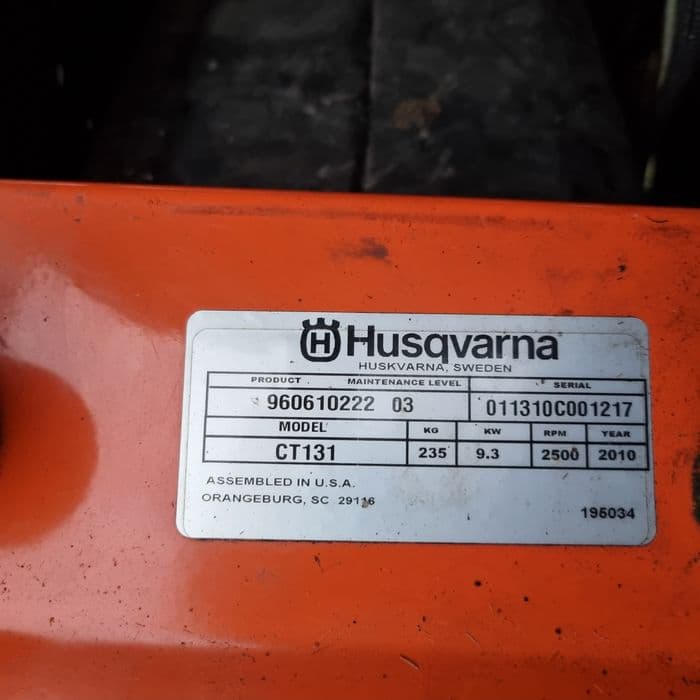 H Husqvarna
HUSKVARNA, SWEDEN
PRODUCT MAINTENANCE LEVEL SERIAL
960610222 03 011310C001217
MODEL KG KW RPM YEAR
CT131 235 9.3 2500 2010
ASSEMBLED IN U.S.A.
ORANGEBURG, SC 29116
195034